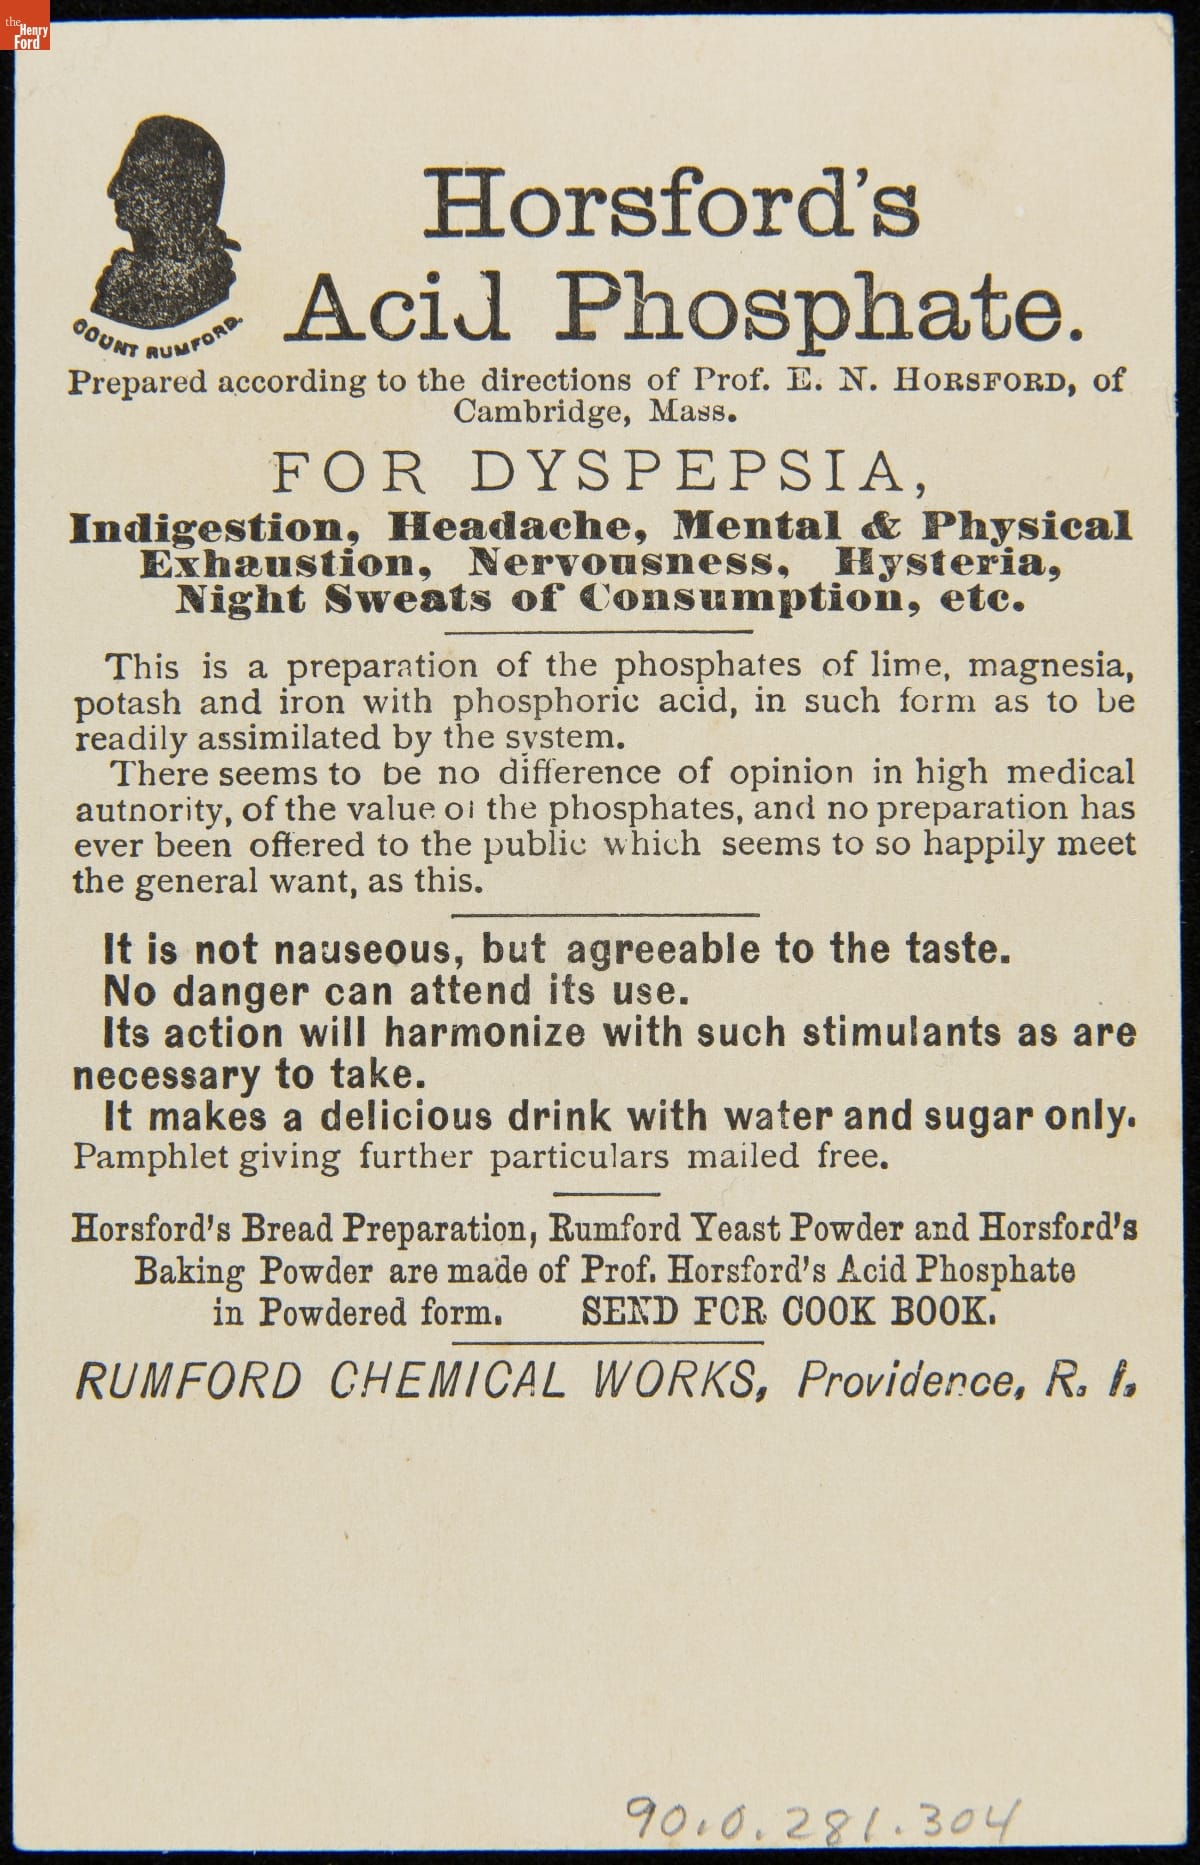 the
Henry
Ford
COUNT RUMFORD.
Horsford's
Acid Phosphate.
Prepared according to the directions of Prof. E. N. HORSFORD, of
Cambridge, Mass.
FOR DYSPEPSIA,
Indigestion, Headache, Mental & Physical
Exhaustion, Nervousness, Hysteria,
Night Sweats of Consumption, etc.
This is a preparation of the phosphates of lime, magnesia,
potash and iron with phosphoric acid, in such form as to be
readily assimilated by the system.
There seems to be no difference of opinion in high medical
autnority, of the value of the phosphates, and no preparation has
ever been offered to the public which seems to so happily meet
the general want, as this.
It is not nauseous, but agreeable to the taste.
No danger can attend its use.
Its action will harmonize with such stimulants as are
necessary to take.
It makes a delicious drink with water and sugar only.
Pamphlet giving further particulars mailed free.
Horsford's Bread Preparation, Rumford Yeast Powder and Horsford's
Baking Powder are made of Prof. Horsford's Acid Phosphate
in Powdered form. SEND FOR COOK BOOK.
RUMFORD CHEMICAL WORKS, Providence, R. I.
90.0.281.304